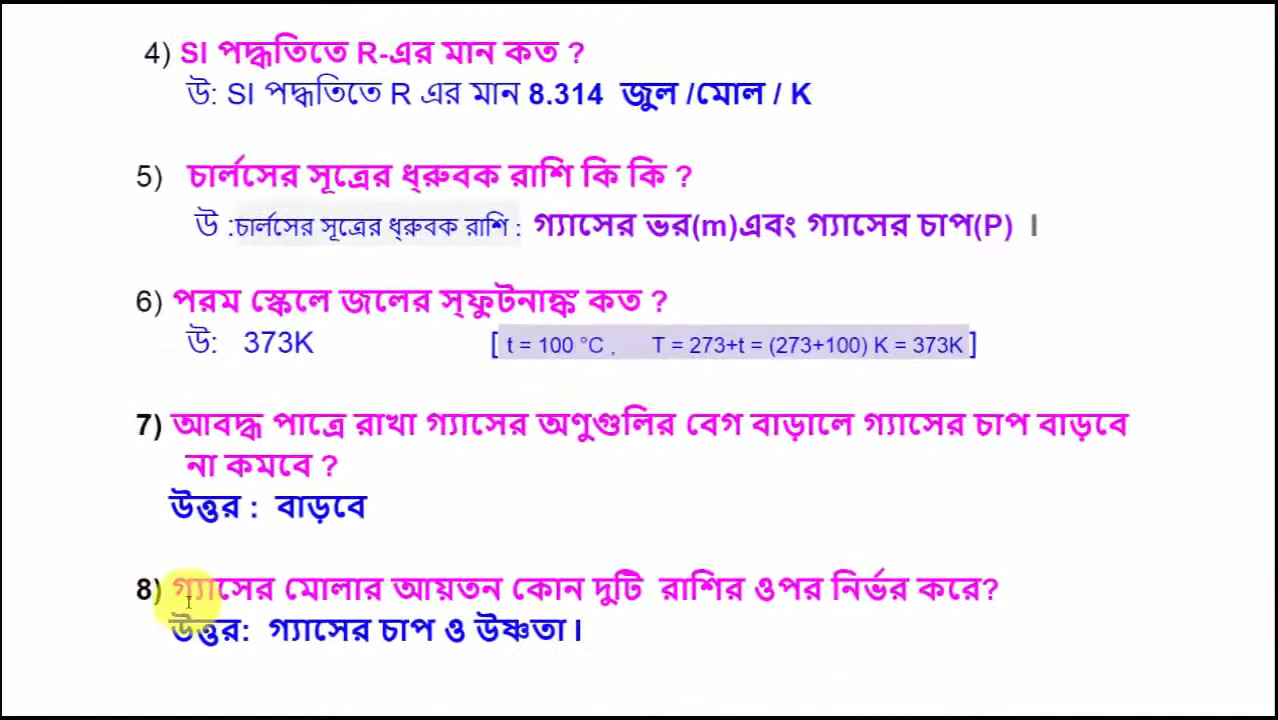 4) SI পদ্ধতিতে R-এর মান কত ?
উ: SI পদ্ধতিতে R এর মান 8.314 জুল /মোল / K
5) চার্লসের সূত্রের ধ্রুবক রাশি কি কি ?
উ :চার্লসের সূত্রের ধ্রুবক রাশি : গ্যাসের ভর(m)এবং গ্যাসের চাপ(P) ।
6) পরম স্কেলে জলের স্ফুটনাঙ্ক কত ?
উ: 373K [ t = 100 °C , T = 273+t = (273+100) K = 373K ]
7) আবদ্ধ পাত্রে রাখা গ্যাসের অণুগুলির বেগ বাড়ালে গ্যাসের চাপ বাড়বে
না কমবে ?
উত্তর : বাড়বে
8) গ্যাসের মোলার আয়তন কোন দুটি রাশির ওপর নির্ভর করে?
উত্তর: গ্যাসের চাপ ও উষ্ণতা।